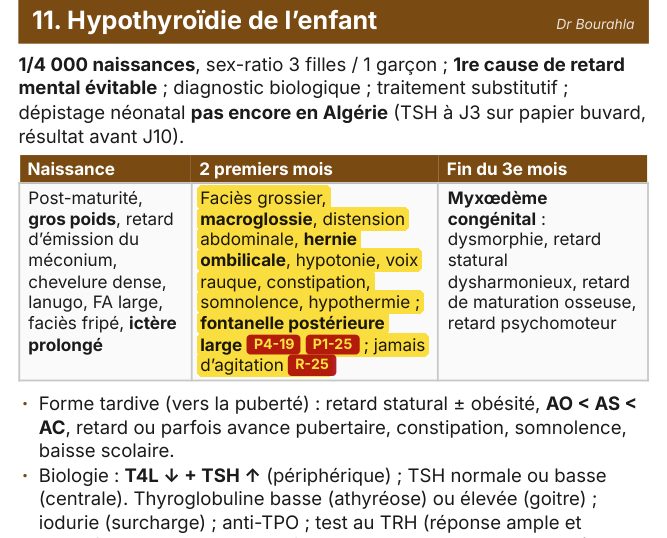 11. Hypothyroïdie de l’enfant
Dr Bourahla
1/4 000 naissances, sex-ratio 3 filles / 1 garçon ; 1re cause de retard
mental évitable ; diagnostic biologique ; traitement substitutif ;
dépistage néonatal pas encore en Algérie (TSH à J3 sur papier buvard,
résultat avant J10).
Naissance
Post-maturité,
gros poids, retard
d’émission du
méconium,
chevelure dense,
lanugo, FA large,
faciès fripé, ictère
prolongé
2 premiers mois
Faciès grossier,
macroglossie, distension
abdominale, hernie
ombilicale, hypotonie, voix
rauque, constipation,
somnolence, hypothermie ;
fontanelle postérieure
large P4-19 P1-25 ; jamais
d’agitation R-25
Fin du 3e mois
Myxœdème
congénital :
dysmorphie, retard
statural
dysharmonieux, retard
de maturation osseuse,
retard psychomoteur
· Forme tardive (vers la puberté) : retard statural ± obésité, AO < AS <
AC, retard ou parfois avance pubertaire, constipation, somnolence,
baisse scolaire.
· Biologie : T4L ↓ + TSH ↑ (périphérique) ; TSH normale ou basse
(centrale). Thyroglobuline basse (athyréose) ou élevée (goitre) ;
iodurie (surcharge) ; anti-TPO ; test au TRH (réponse ample et